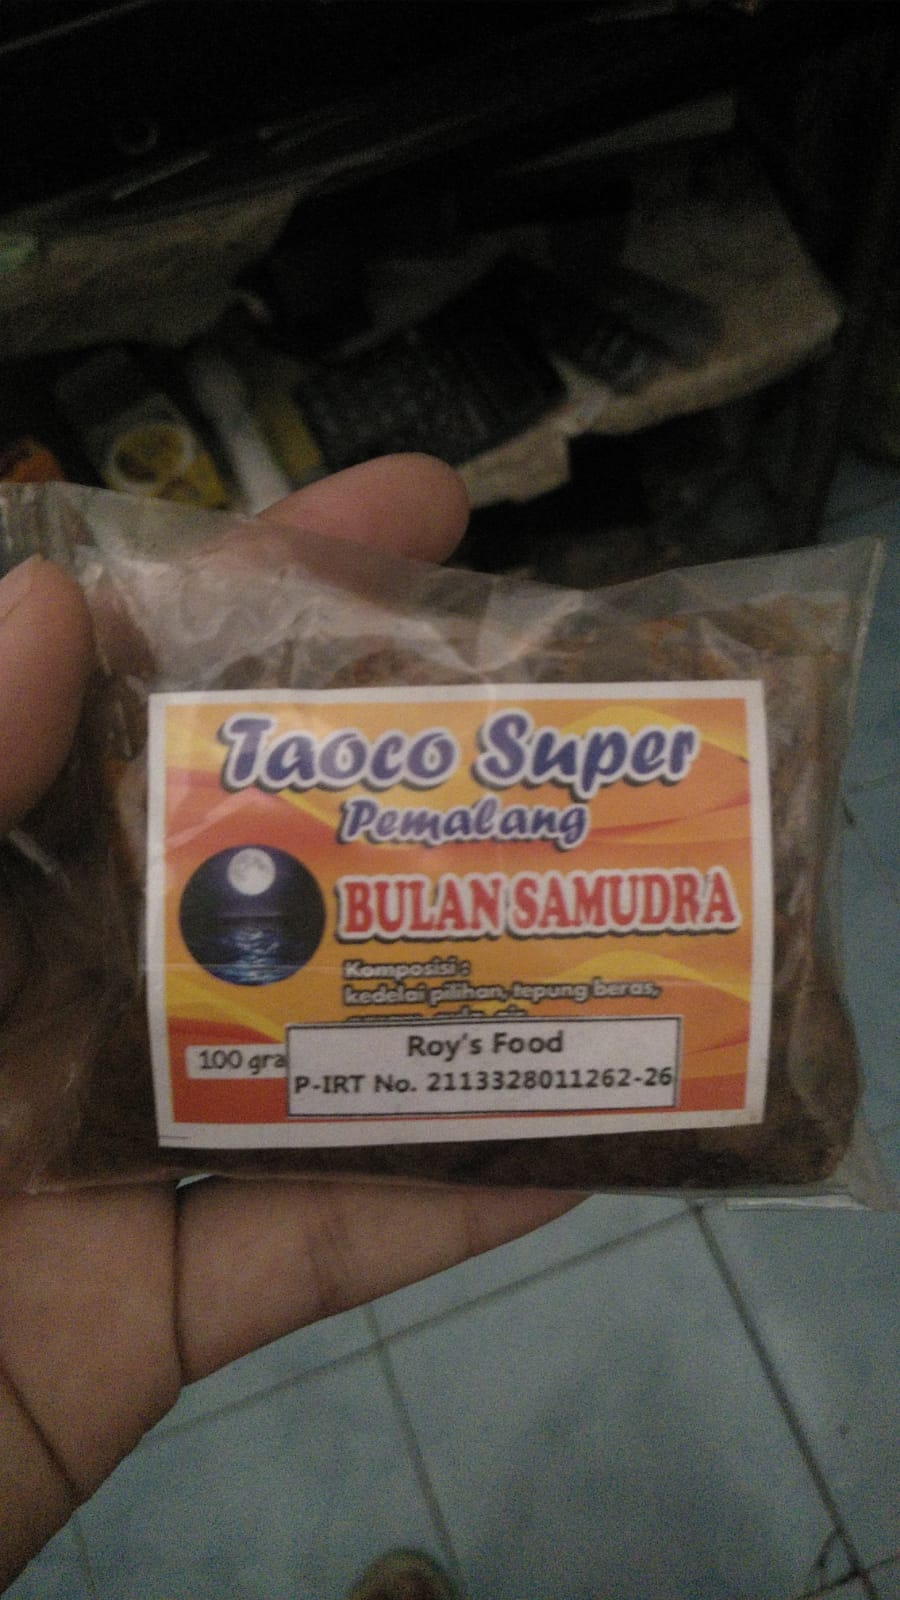 Taoco Super
Pemalang
BULAN SAMUDRA
Komposisi :
kedelai pilihan, tepung beras,
100 gra
Roy's Food
P-IRT No. 2113328011262-26